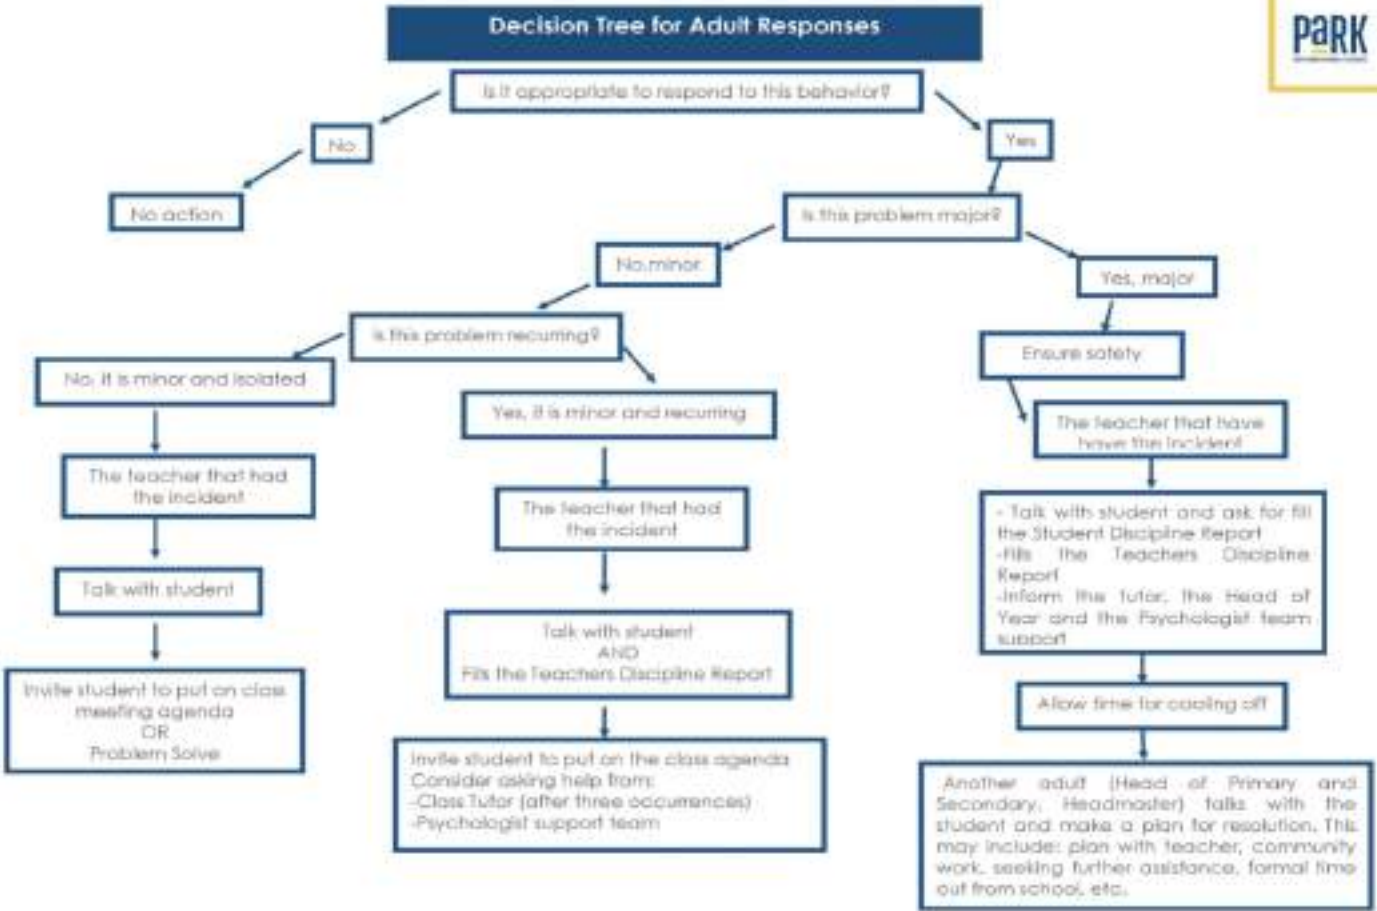 Decision Tree for Adult Responses
PaRK
Is it appropriate to respond to this behavior?
No
Yes
No action
Is this problem major?
No,minor
Yes, major
Is this problem recurring?
Ensure safety
No, it is minor and isolated
Yes, it is minor and recurring
The teacher that have
have the incident
The teacher that had
the incident
The teacher that had
the incident
- Talk with student and ask for fill
the Student Discipline Report
-Fills the Teachers Discipline
Report
-Inform the tutor, the Head of
Year and the Psychologist team
support
Talk with student
Talk with student
AND
Fills the Teachers Discipline Report
Invite student to put on class
meeting agenda
OR
Problem Solve
Allow time for cooling off
Invite student to put on the class agenda
Consider asking help from:
-Class Tutor (after three occurrences)
-Psychologist support team
Another adult (Head of Primary and
Secondary, Headmaster) talks with the
student and make a plan for resolution. This
may include: plan with teacher, community
work, seeking further assistance, formal time
out from school, etc.